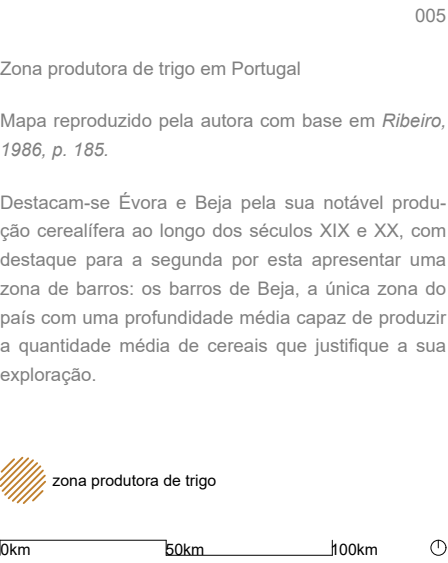 005
Zona produtora de trigo em Portugal
Mapa reproduzido pela autora com base em Ribeiro,
1986, p. 185.
Destacam-se Évora e Beja pela sua notável produ-
ção cerealífera ao longo dos séculos XIX e XX, com
destaque para a segunda por esta apresentar uma
zona de barros: os barros de Beja, a única zona do
país com uma profundidade média capaz de produzir
a quantidade média de cereais que justifique a sua
exploração.
zona produtora de trigo
0km 50km 100km